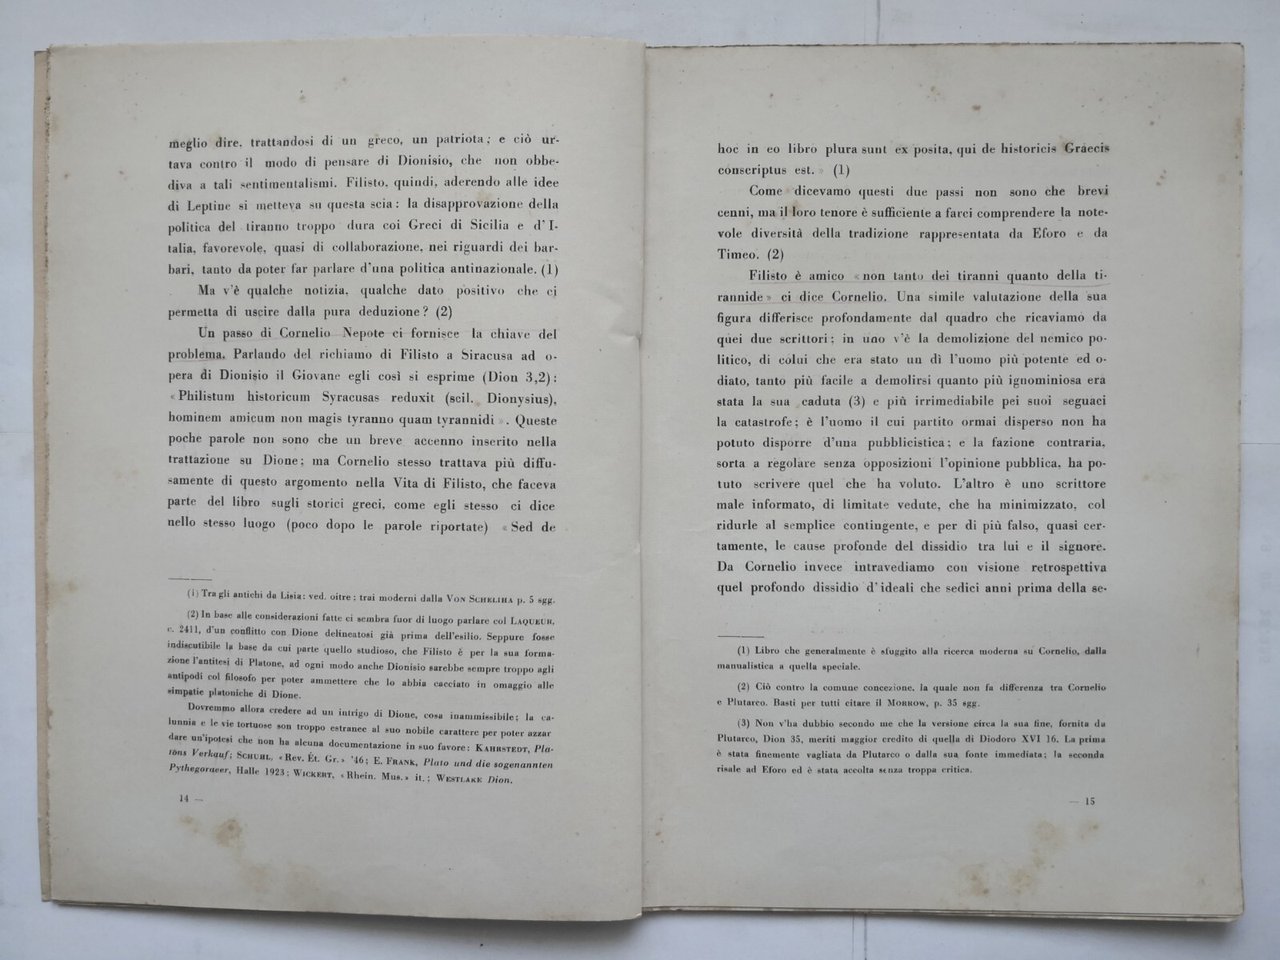 meglio dire, trattandosi di un greco, un patriota; e ciò ur-
tava contro il modo di pensare di Dionisio, che non obbe-
diva a tali sentimentalismi. Filisto, quindi, aderendo alle idee
di Leptine si metteva su questa scia: la disapprovazione della
politica del tiranno troppo dura coi Greci di Sicilia e d'I-
talia, favorevole, quasi di collaborazione, nei riguardi dei bar-
bari, tanto da poter far parlare d'una politica antinazionale. (1)
Ma v'è qualche notizia, qualche dato positivo che ci
permetta di uscire dalla pura deduzione? (2)
Un passo di Cornelio Nepote ci fornisce la chiave del
problema. Parlando del richiamo di Filisto a Siracusa ad o-
pera di Dionisio il Giovane egli così si esprime (Dion 3,2):
«Philistum historicum Syracusas reduxit (scil. Dionysius),
hominem amicum non magis tyranno quam tyrannidi». Queste
poche parole non sono che un breve accenno inserito nella
trattazione su Dione; ma Cornelio stesso trattava più diffu-
samente di questo argomento nella Vita di Filisto, che faceva
parte del libro sugli storici greci, come egli stesso ci dice
nello stesso luogo (poco dopo le parole riportate) «Sed de
(1) Tra gli antichi da Lisia: ved. oitre; trai moderni dalla VON SCHELIHA p. 5 sgg.
(2) In base alle considerazioni fatte ci sembra fuor di luogo parlare col LAQUEUR,
c. 2411, d'un conflitto con Dione delineatosi già prima dell'esilio. Seppure fosse
indiscutibile la base da cui parte quello studioso, che Filisto è per la sua forma-
zione l'antitesi di Platone, ad ogni modo anche Dionisio sarebbe sempre troppo agli
antipodi col filosofo per poter ammettere che lo abbia cacciato in omaggio alle
simpatie platoniche di Dione.
Dovremmo allora credere ad un intrigo di Dione, cosa inammissibile; la ca-
lunnia e le vie tortuose son troppo estranee al suo nobile carattere per poter azzar
dare un'ipotesi che non ha alcuna documentazione in suo favore: KAHRSTEDT, Pla-
tons Verkauf; SCHUHL, «Rev. Ét. Gr.» '46; E. FRANK, Plato und die sogenannten
Pythegoraeer, Halle 1923; WICKERT, «Rhein. Mus.» it.; WESTLAKE Dion.
14 —
hoc in eo libro plura sunt ex posita, qui de historicis Graecis
conscriptus est.» (1)
Come dicevamo questi due passi non sono che brevi
cenni, ma il loro tenore è sufficiente a farci comprendere la note-
vole diversità della tradizione rappresentata da Eforo e da
Timeo. (2)
Filisto è amico «non tanto dei tiranni quanto della ti-
rannide» ci dice Cornelio. Una simile valutazione della sua
figura differisce profondamente dal quadro che ricaviamo da
quei due scrittori; in uno v'è la demolizione del nemico po-
litico, di colui che era stato un dì l'uomo più potente ed o-
diato, tanto più facile a demolirsi quanto più ignominiosa era
stata la sua caduta (3) e più irrimediabile pei suoi seguaci
la catastrofe; è l'uomo il cui partito ormai disperso non ha
potuto disporre d'una pubblicistica; e la fazione contraria,
sorta a regolare senza opposizioni l'opinione pubblica, ha po-
tuto scrivere quel che ha voluto. L'altro è uno scrittore
male informato, di limitate vedute, che ha minimizzato, col
ridurle al semplice contingente, e per di più falso, quasi cer-
tamente, le cause profonde del dissidio tra lui e il signore.
Da Cornelio invece intravediamo con visione retrospettiva
quel profondo dissidio d'ideali che sedici anni prima della se-
(1) Libro che generalmente è sfuggito alla ricerca moderna su Cornelio, dalla
manualistica a quella speciale.
(2) Ciò contro la comune concezione, la quale non fa differenza tra Cornelio
e Plutarco. Basti per tutti citare il MORROW, p. 35 sgg.
(3) Non v'ha dubbio secondo me che la versione circa la sua fine, fornita da
Plutarco, Dion 35, meriti maggior credito di quella di Diodoro XVI 16. La prima
è stata finemente vagliata da Plutarco o dalla sua fonte immediata; la seconda
risale ad Eforo ed è stata accolta senza troppa critica.
— 15